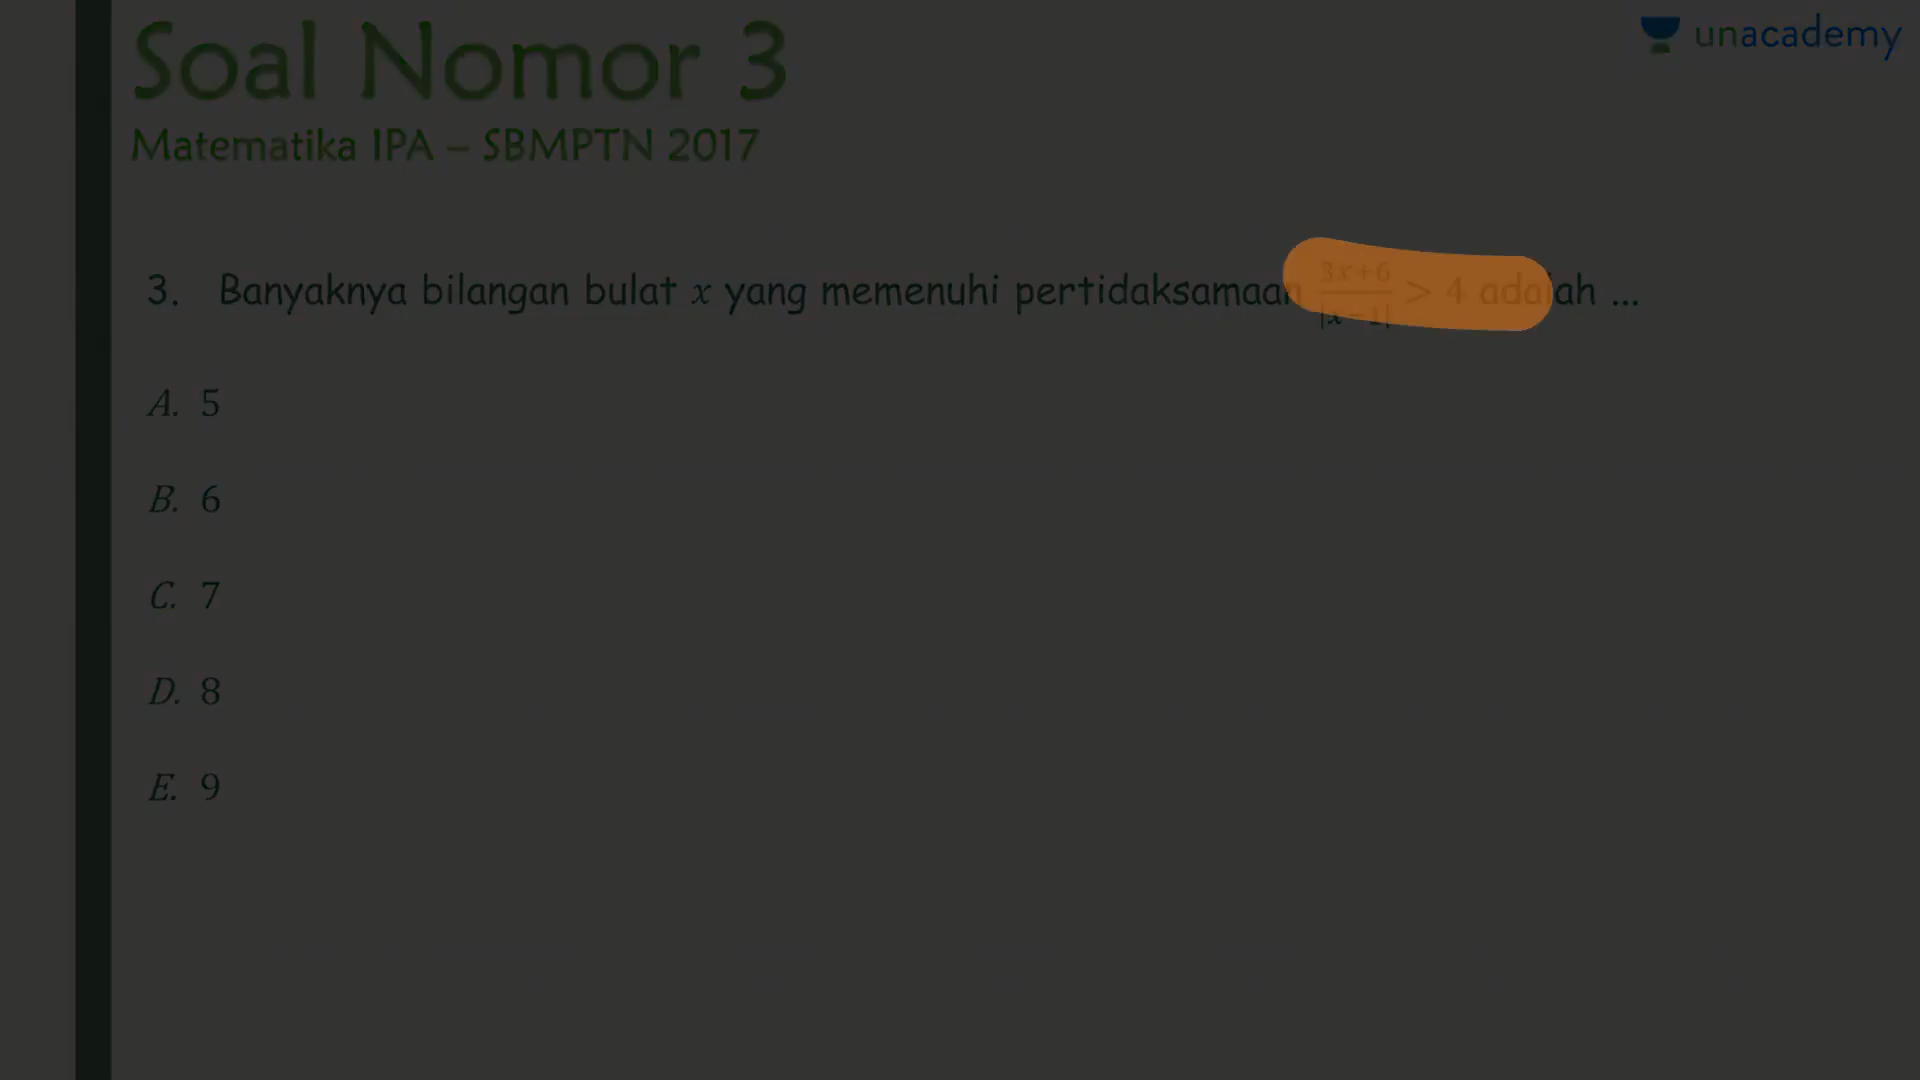 Soal Nomor 3
unacademy
Matematika IPA – SBMPTN 2017
3. Banyaknya bilangan bulat x yang memenuhi pertidaksamaan (3x+6)/|x−1| > 4 adalah ...
A. 5
B. 6
C. 7
D. 8
E. 9